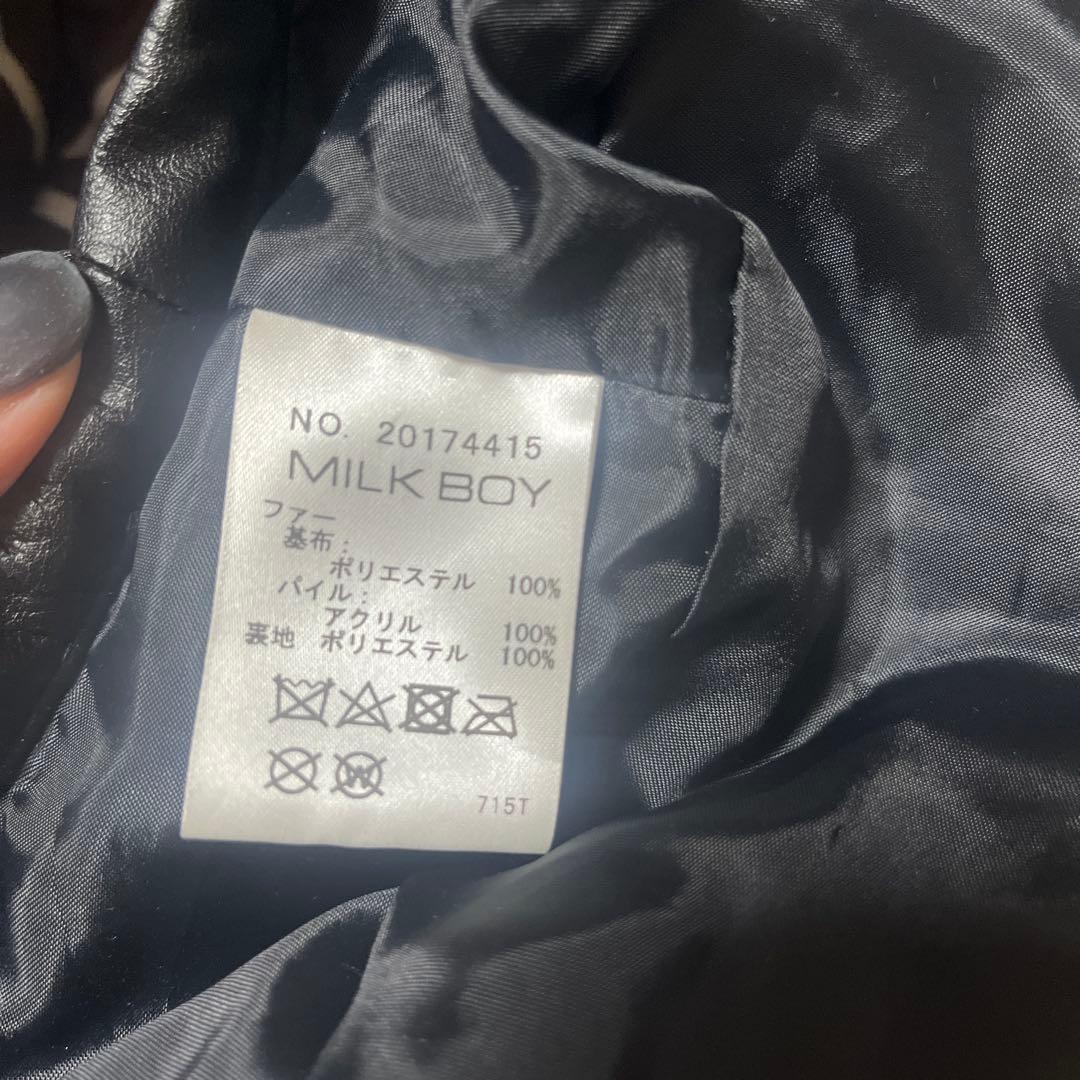 NO. 20174415
MILK BOY
ファー
基布:
ポリエステル 100%
パイル:
アクリル 100%
裏地 ポリエステル 100%
W
715T